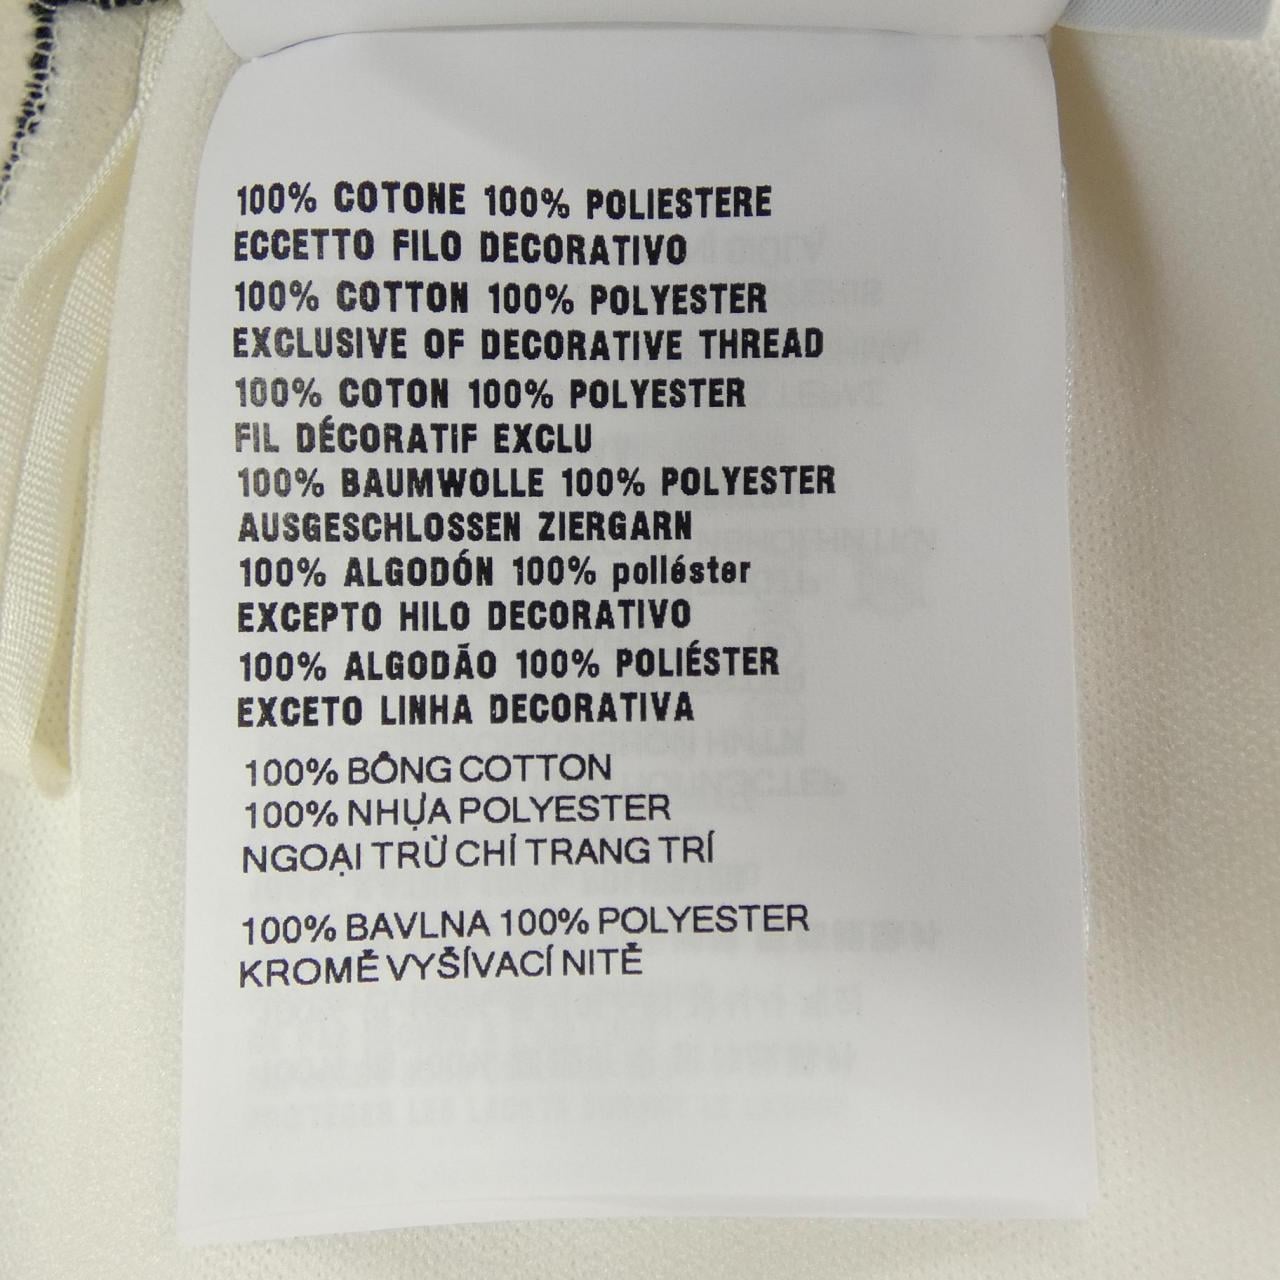 100% COTONE 100% POLIESTERE
ECCETTO FILO DECORATIVO
100% COTTON 100% POLYESTER
EXCLUSIVE OF DECORATIVE THREAD
100% COTON 100% POLYESTER
FIL DÉCORATIF EXCLU
100% BAUMWOLLE 100% POLYESTER
AUSGESCHLOSSEN ZIERGARN
100% ALGODÓN 100% poliéster
EXCEPTO HILO DECORATIVO
100% ALGODÃO 100% POLIÉSTER
EXCETO LINHA DECORATIVA
100% BÔNG COTTON
100% NHỰA POLYESTER
NGOẠI TRỪ CHỈ TRANG TRÍ
100% BAVLNA 100% POLYESTER
KROMĚ VYŠÍVACÍ NITĚ